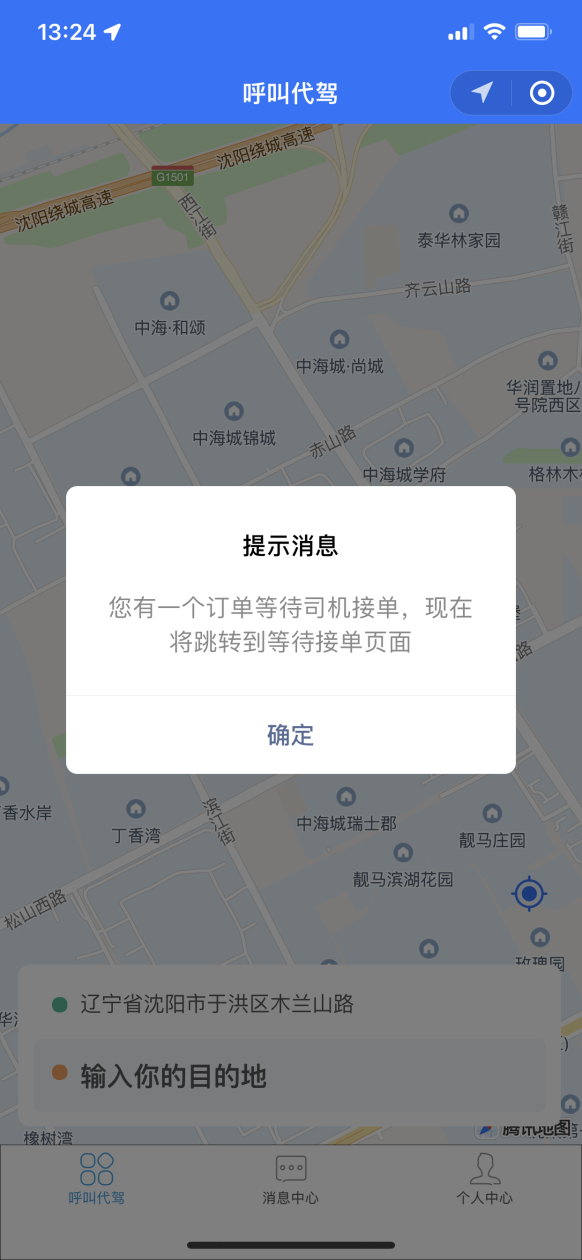 13:24
呼叫代驾
沈阳绕城高速
G1501
沈阳绕城高速
西江街
赣江街
泰华林家园
齐云山路
中海·和颂
中海城·尚城
华润置地八
号院西区
中海城锦城
赤山路
中海城学府
格林木
提示消息
您有一个订单等待司机接单，现在
将跳转到等待接单页面
路
确定
香水岸
丁香湾
滨江街
中海城瑞士郡
靓马庄园
靓马滨湖花园
松山西路
玫瑰园
辽宁省沈阳市于洪区木兰山路
输入你的目的地
腾讯地图
橡树湾
呼叫代驾
消息中心
个人中心